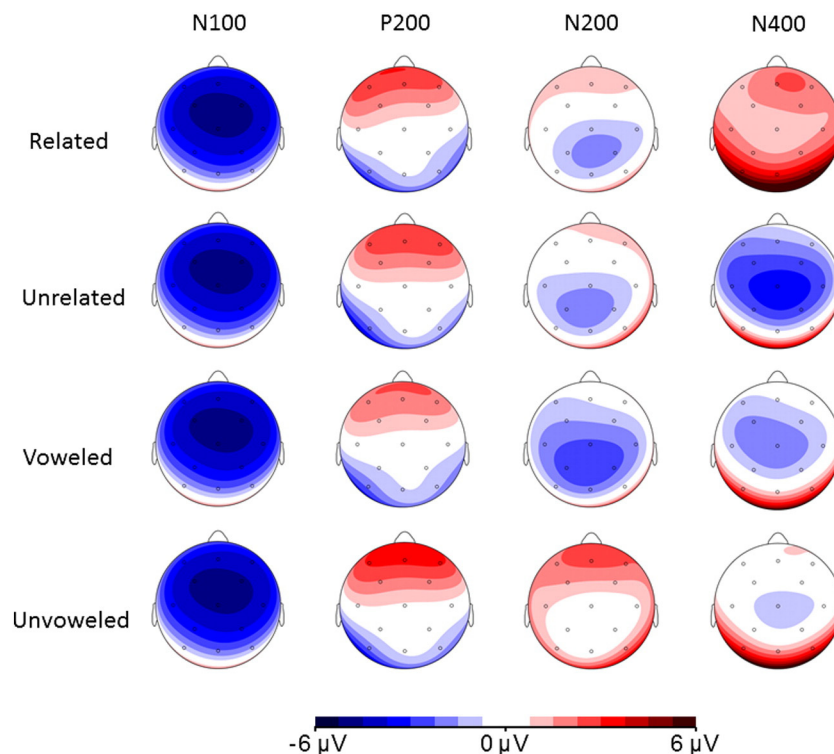 N100 P200 N200 N400
Related
Unrelated
Voweled
Unvoweled
-6 µV 0 µV 6 µV